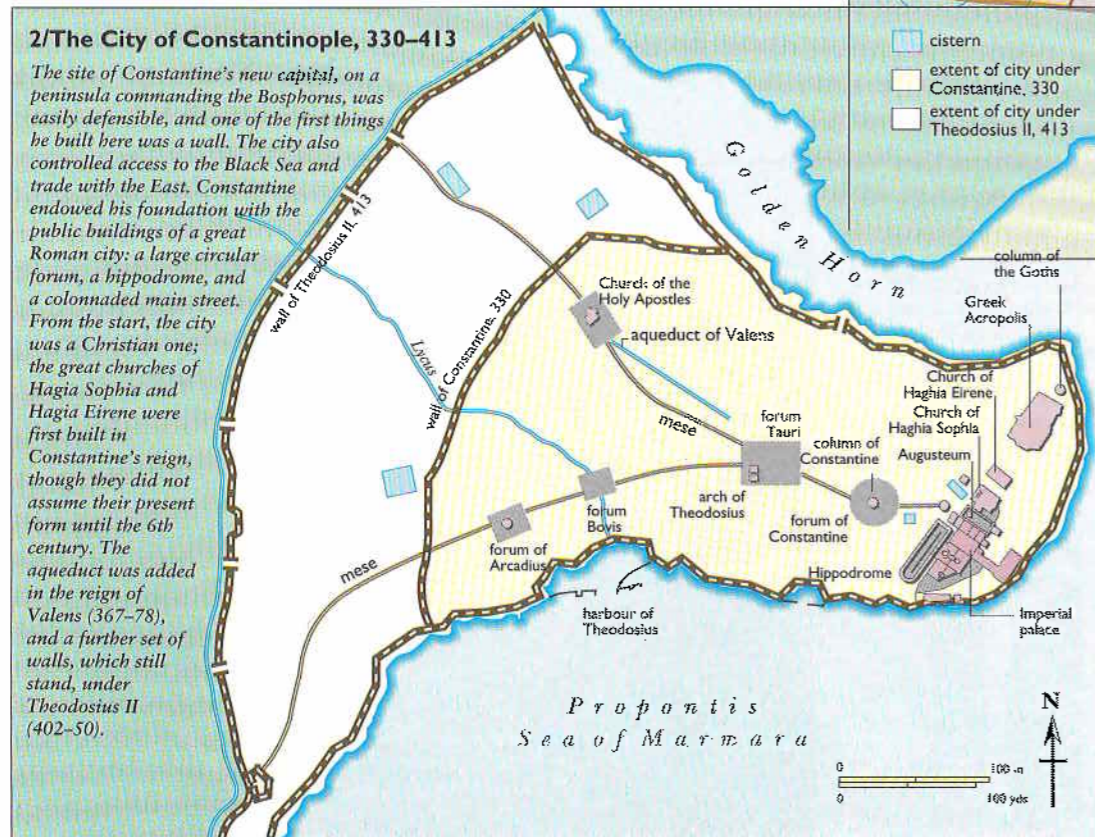 2/The City of Constantinople, 330–413
The site of Constantine's new capital, on a
peninsula commanding the Bosphorus, was
easily defensible, and one of the first things
he built here was a wall. The city also
controlled access to the Black Sea and
trade with the East. Constantine
endowed his foundation with the
public buildings of a great
Roman city: a large circular
forum, a hippodrome, and
a colonnaded main street.
From the start, the city
was a Christian one;
the great churches of
Hagia Sophia and
Hagia Eirene were
first built in
Constantine's reign,
though they did not
assume their present
form until the 6th
century. The
aqueduct was added
in the reign of
Valens (367–78),
and a further set of
walls, which still
stand, under
Theodosius II
(402–50).
cistern
extent of city under
Constantine, 330
extent of city under
Theodosius II, 413
Golden Horn
column of
the Goths
Greek
Acropolis
wall of Theodosius II, 413
Church of the
Holy Apostles
wall of Constantine, 330
Lycus
aqueduct of Valens
Church of
Haghia Eirene
Church of
Haghia Sophia
Augusteum
mese
forum
Tauri
column of
Constantine
arch of
Theodosius
forum of
Constantine
forum
Bovis
forum of
Arcadius
mese
Hippodrome
harbour of
Theodosius
Imperial
palace
Propontis
Sea of Marmara
N
0 100 m
0 100 yds